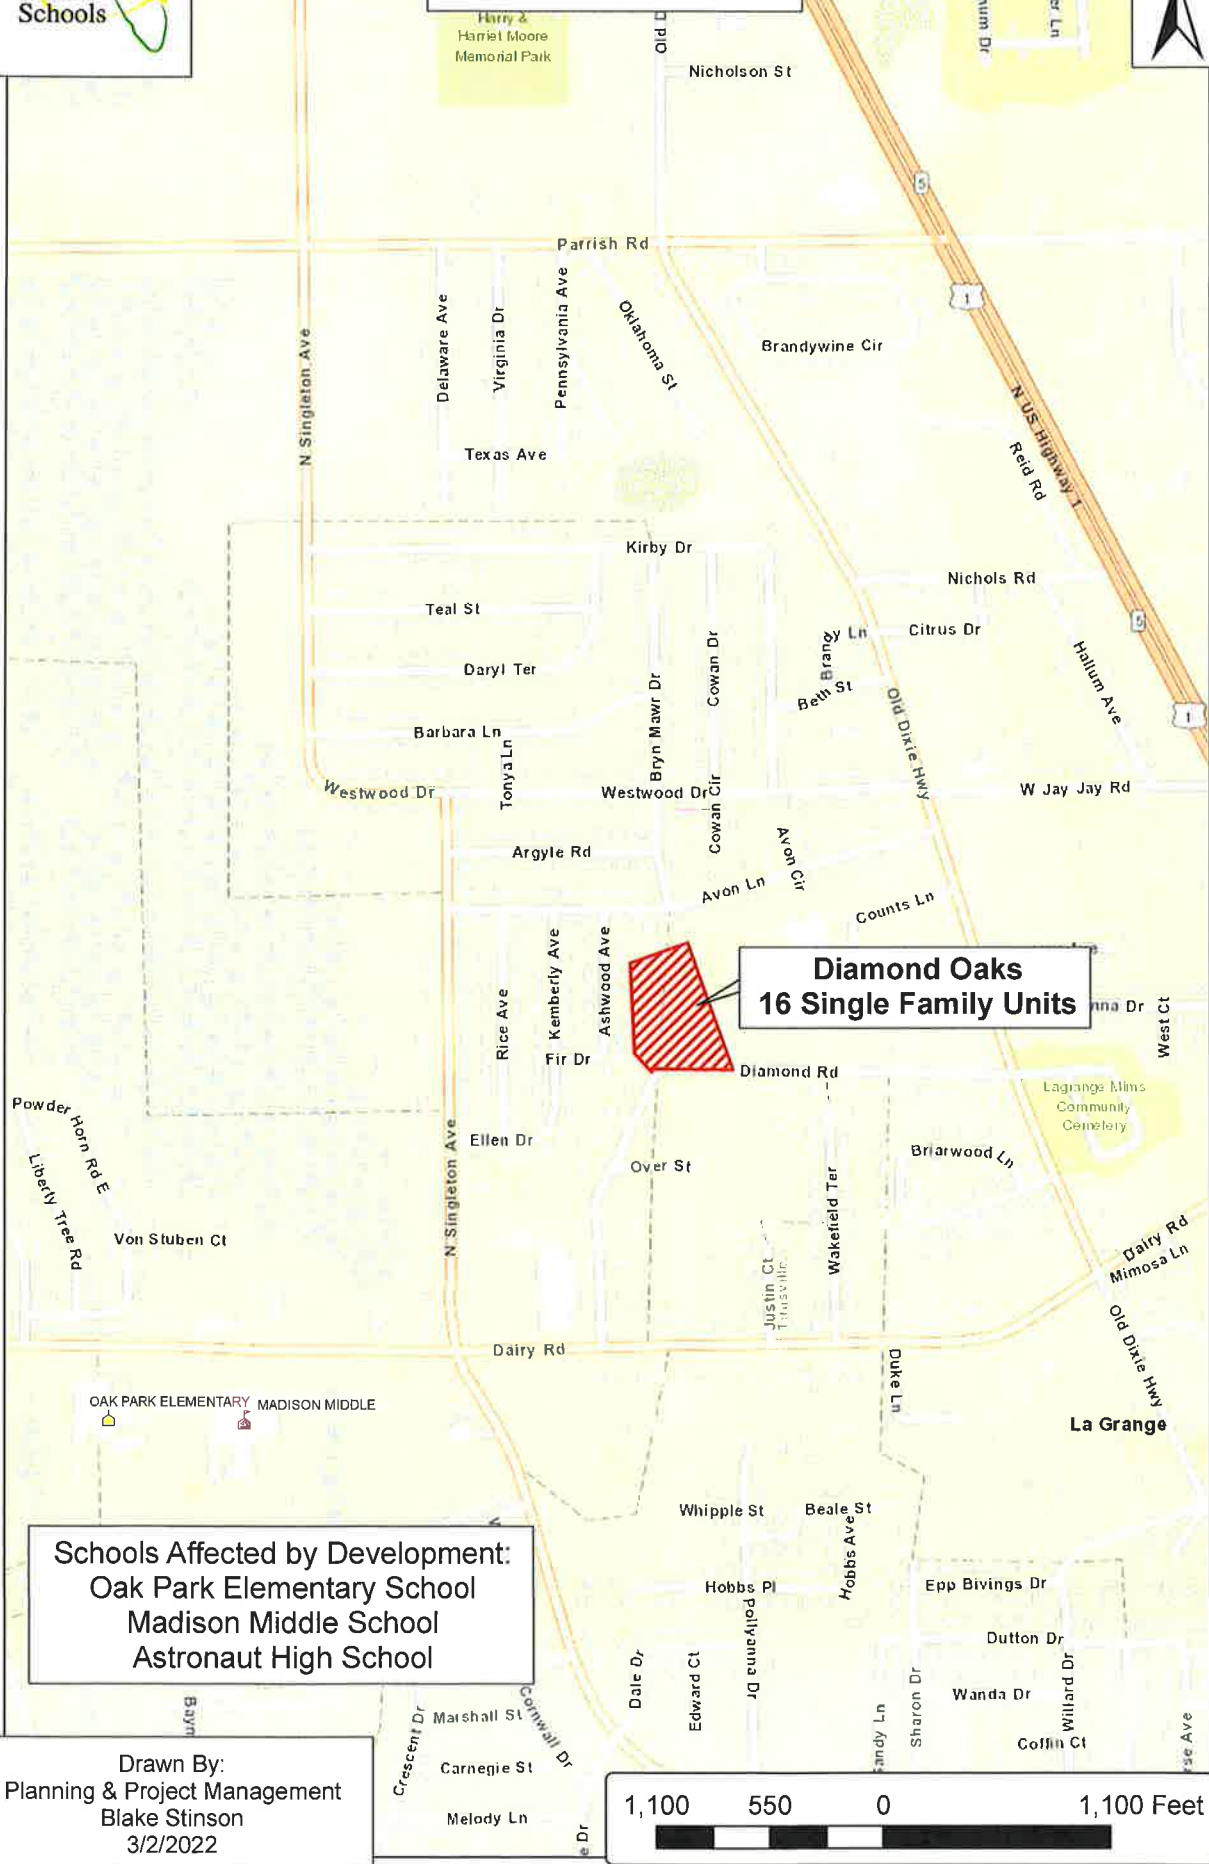 Schools
Harry &
Harriet Moore
Memorial Park
Nicholson St
Parrish Rd
5
1
N Singleton Ave
Delaware Ave
Virginia Dr
Pennsylvania Ave
Oklahoma St
Brandywine Cir
N US Highway 1
Reid Rd
Texas Ave
Kirby Dr
Nichols Rd
Teal St
Citrus Dr
Brandy Ln
5
Daryl Ter
Cowan Dr
Beth St
Hallum Ave
Bryn Mawr Dr
Old Dixie Hwy
1
Barbara Ln
Tonya Ln
Westwood Dr
Westwood Dr
Cowan Cir
W Jay Jay Rd
Argyle Rd
Avon Cir
Avon Ln
Counts Ln
Rice Ave
Kemberly Ave
Ashwood Ave
Diamond Oaks
16 Single Family Units
West Ct
Fir Dr
Diamond Rd
Lagrange Mims
Community
Cemetery
Powder Horn Rd E
Liberty Tree Rd
Ellen Dr
N Singleton Ave
Over St
Briarwood Ln
Wakefield Ter
Von Stuben Ct
Justin Ct
Titusville
Dairy Rd
Mimosa Ln
Dairy Rd
Duke Ln
Old Dixie Hwy
OAK PARK ELEMENTARY
MADISON MIDDLE
La Grange
Whipple St
Beale St
Hobbs Ave
Schools Affected by Development:
Oak Park Elementary School
Madison Middle School
Astronaut High School
Hobbs Pl
Epp Bivings Dr
Pollyanna Dr
Dutton Dr
Dale Dr
Edward Ct
Sharon Dr
Wanda Dr
Willard Dr
Coffin Ct
Crescent Dr
Marshall St
Cornwall Dr
Carnegie St
Melody Ln
Drawn By:
Planning & Project Management
Blake Stinson
3/2/2022
1,100 550 0 1,100 Feet